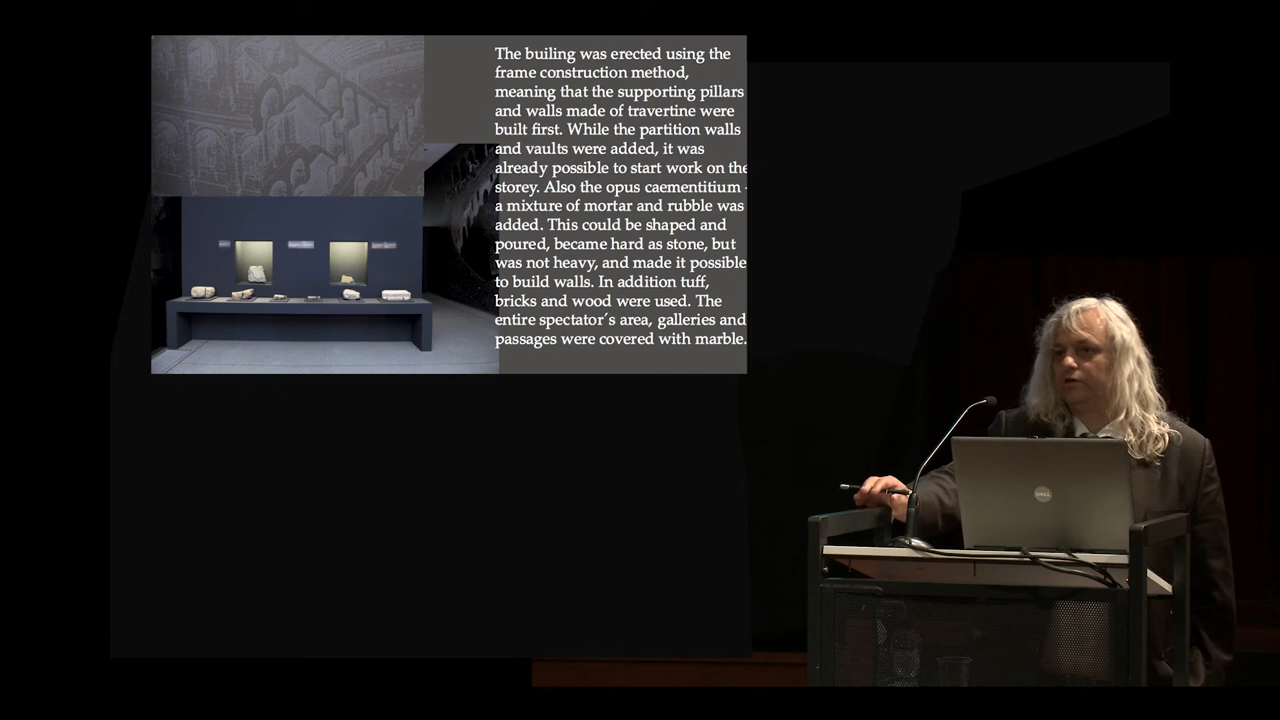 The builing was erected using the
frame construction method,
meaning that the supporting pillars
and walls made of travertine were
built first. While the partition walls
and vaults were added, it was
already possible to start work on the
storey. Also the opus caementitium -
a mixture of mortar and rubble was
added. This could be shaped and
poured, became hard as stone, but
was not heavy, and made it possible
to build walls. In addition tuff,
bricks and wood were used. The
entire spectator´s area, galleries and
passages were covered with marble.
DELL